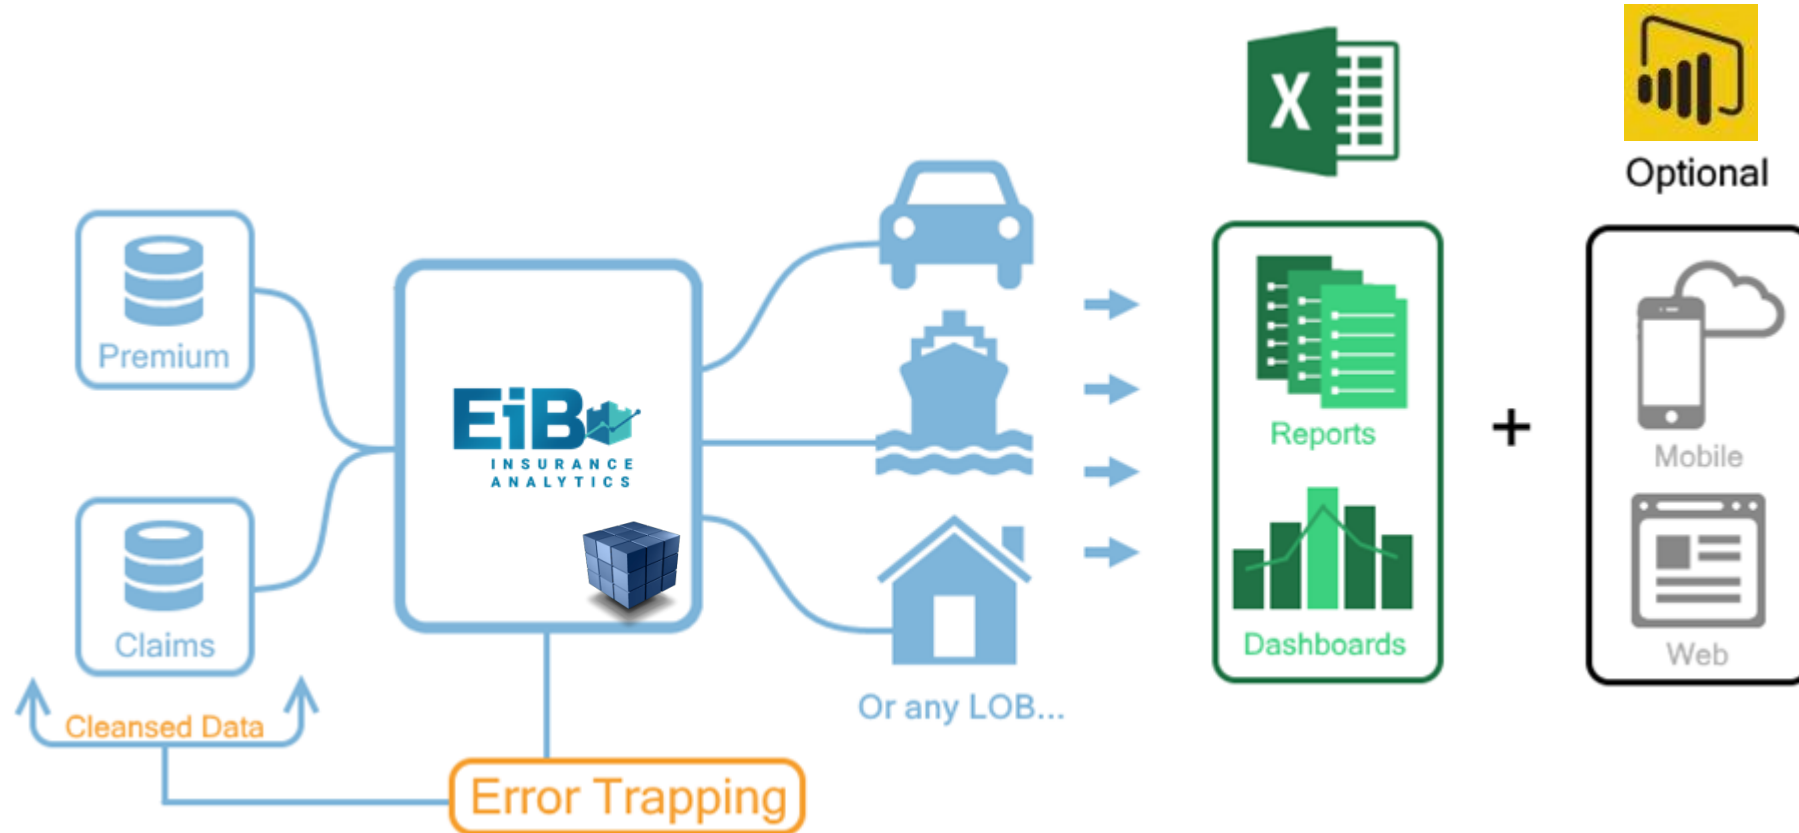 X
Optional
Premium
EiB
INSURANCE
ANALYTICS
Reports
+
Mobile
Claims
Dashboards
Web
Or any LOB...
Cleansed Data
Error Trapping